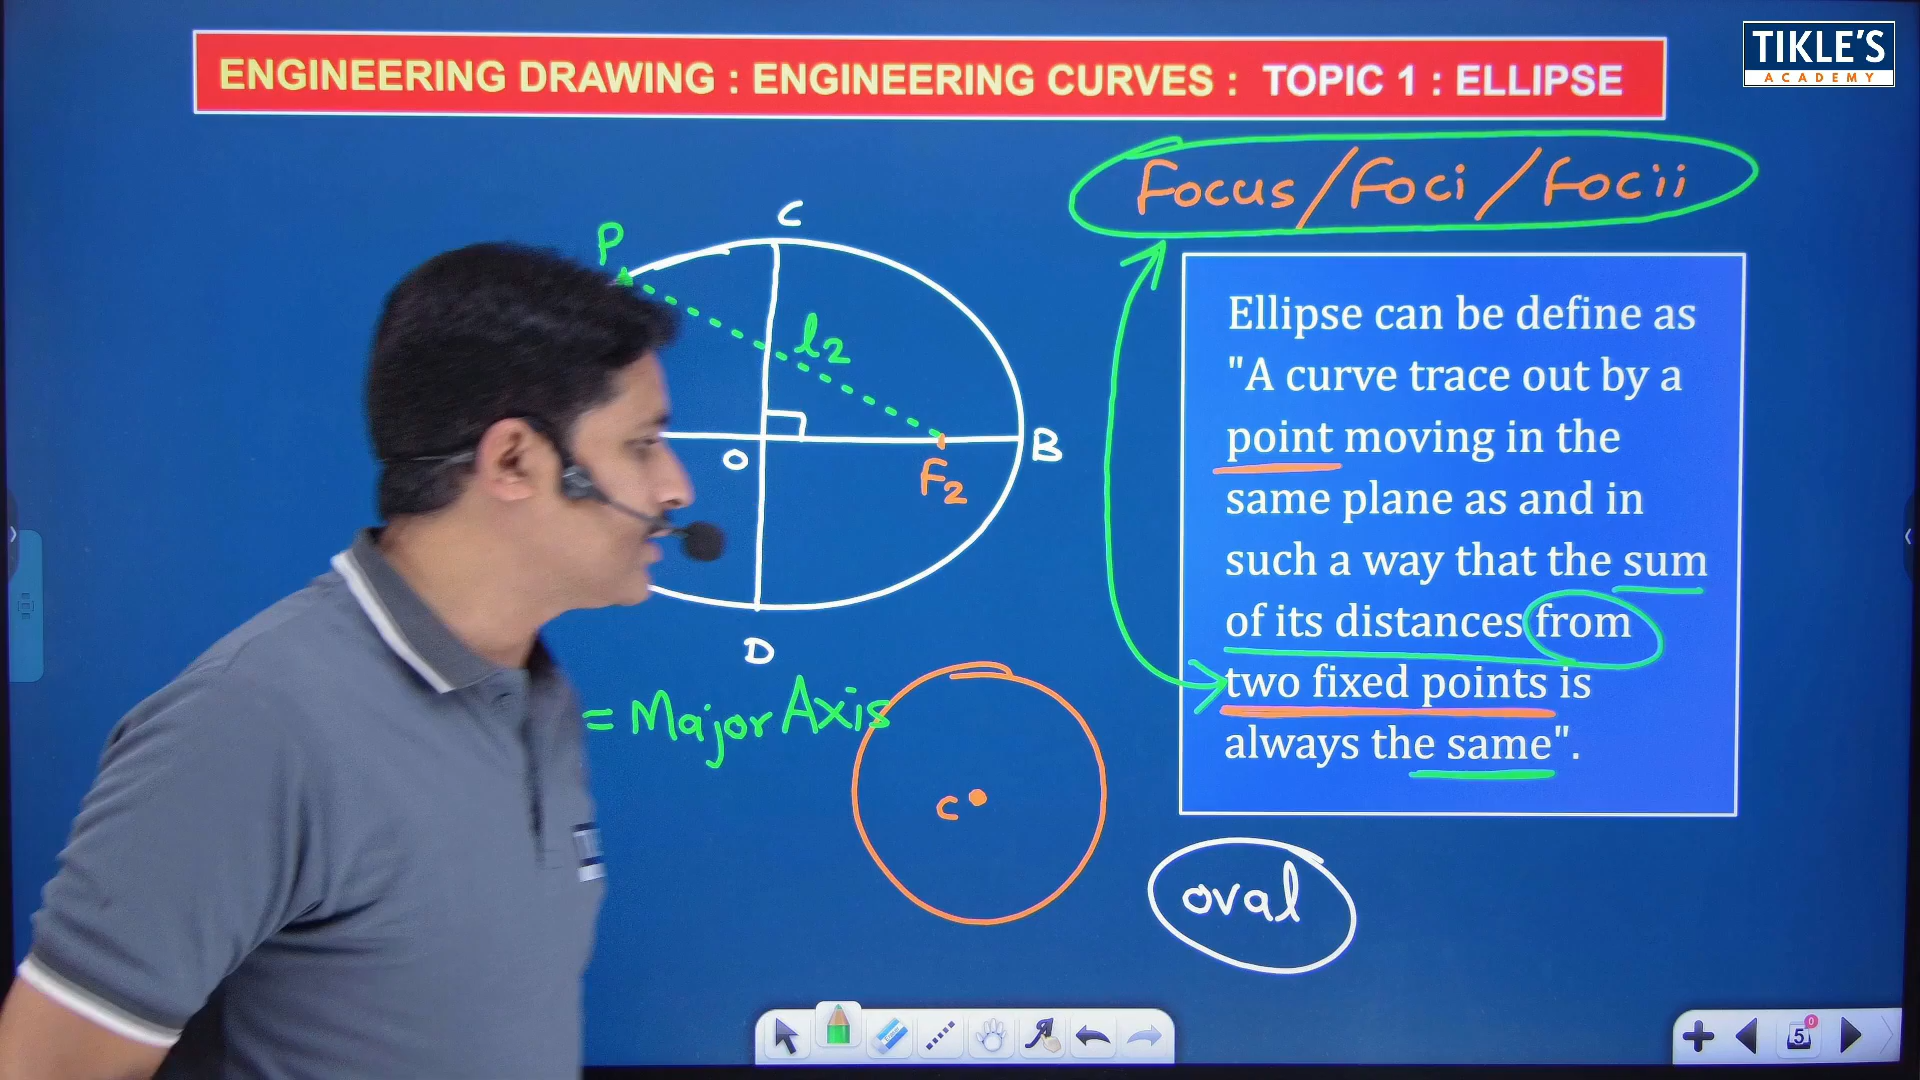 TIKLE'S
ACADEMY
ENGINEERING DRAWING : ENGINEERING CURVES : TOPIC 1 : ELLIPSE
Focus/Foci/Focii
C
P
l2
O
B
F2
D
= Major Axis
Ellipse can be define as
"A curve trace out by a
point moving in the
same plane as and in
such a way that the sum
of its distances from
two fixed points is
always the same".
C
oval
5
0